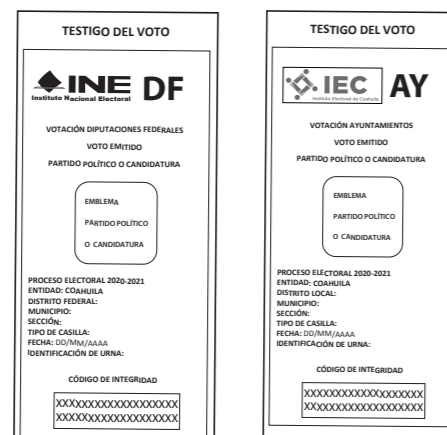 TESTIGO DEL VOTO
INE DF
Instituto Nacional Electoral
VOTACIÓN DIPUTACIONES FEDERALES
VOTO EMITIDO
PARTIDO POLÍTICO O CANDIDATURA
EMBLEMA
PARTIDO POLÍTICO
O CANDIDATURA
PROCESO ELECTORAL 2020-2021
ENTIDAD: COAHUILA
DISTRITO FEDERAL:
MUNICIPIO:
SECCIÓN:
TIPO DE CASILLA:
FECHA: DD/MM/AAAA
IDENTIFICACIÓN DE URNA:
CÓDIGO DE INTEGRIDAD
XXXXXXXXXXXXXXXXXX
XXXXXXXXXXXXXXXXXX
TESTIGO DEL VOTO
IEC AY
Instituto Electoral de Coahuila
VOTACIÓN AYUNTAMIENTOS
VOTO EMITIDO
PARTIDO POLÍTICO O CANDIDATURA
EMBLEMA
PARTIDO POLÍTICO
O CANDIDATURA
PROCESO ELECTORAL 2020-2021
ENTIDAD: COAHUILA
DISTRITO LOCAL:
MUNICIPIO:
SECCIÓN:
TIPO DE CASILLA:
FECHA: DD/MM/AAAA
IDENTIFICACIÓN DE URNA:
CÓDIGO DE INTEGRIDAD
XXXXXXXXXXXXXXXXXX
XXXXXXXXXXXXXXXXXX